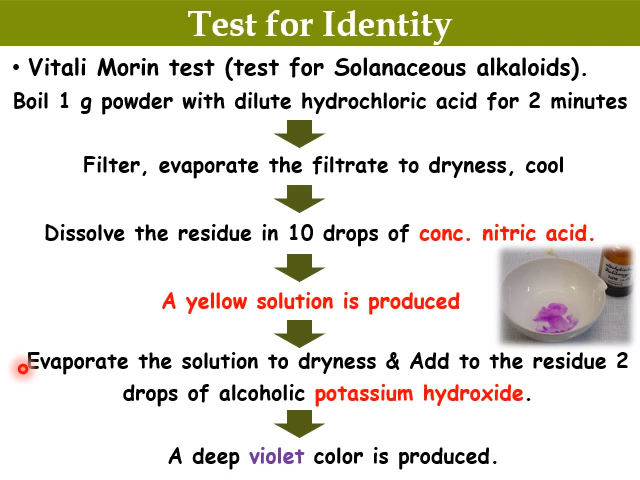 Test for Identity
• Vitali Morin test (test for Solanaceous alkaloids).
Boil 1 g powder with dilute hydrochloric acid for 2 minutes
Filter, evaporate the filtrate to dryness, cool
Dissolve the residue in 10 drops of conc. nitric acid.
A yellow solution is produced
Evaporate the solution to dryness & Add to the residue 2
drops of alcoholic potassium hydroxide.
A deep violet color is produced.